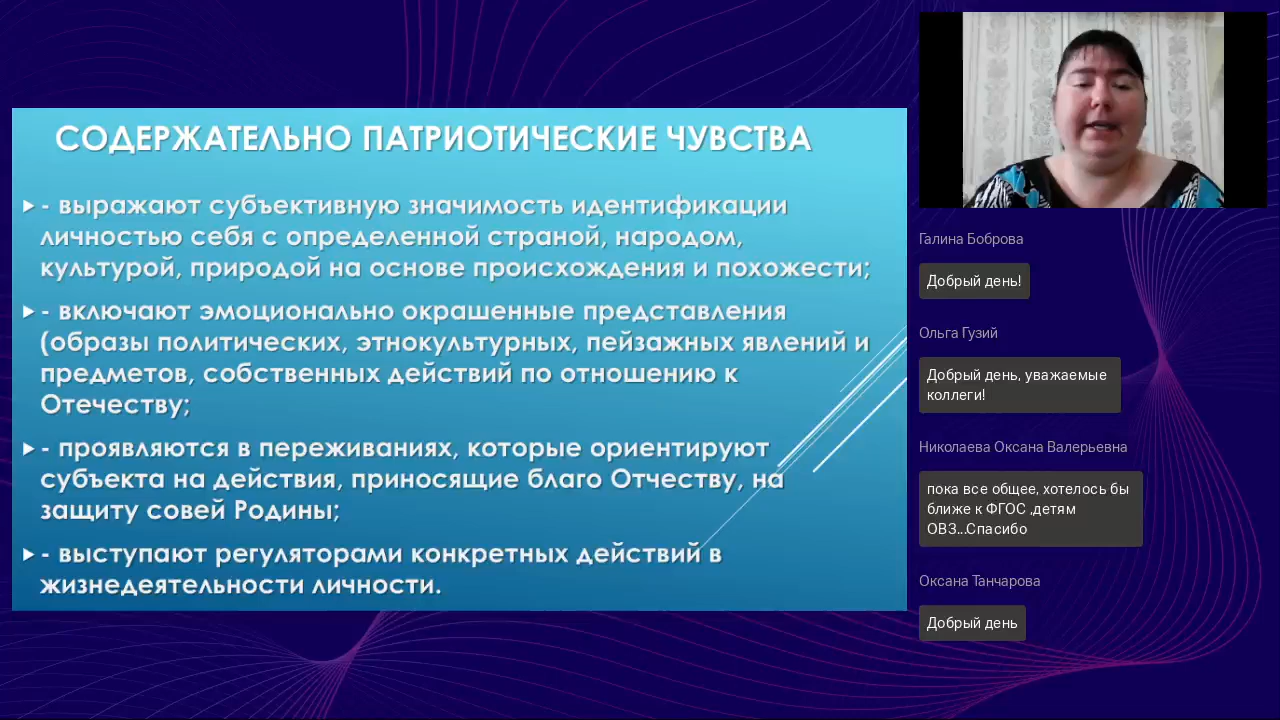 СОДЕРЖАТЕЛЬНО ПАТРИОТИЧЕСКИЕ ЧУВСТВА
- выражают субъективную значимость идентификации
личностью себя с определенной страной, народом,
культурой, природой на основе происхождения и похожести;
- включают эмоционально окрашенные представления
(образы политических, этнокультурных, пейзажных явлений и
предметов, собственных действий по отношению к
Отечеству;
- проявляются в переживаниях, которые ориентируют
субъекта на действия, приносящие благо Отчеству, на
защиту совей Родины;
- выступают регуляторами конкретных действий в
жизнедеятельности личности.
Галина Боброва
Добрый день!
Ольга Гузий
Добрый день, уважаемые
коллеги!
Николаева Оксана Валерьевна
пока все общее, хотелось бы
ближе к ФГОС ,детям
ОВЗ...Спасибо
Оксана Танчарова
Добрый день